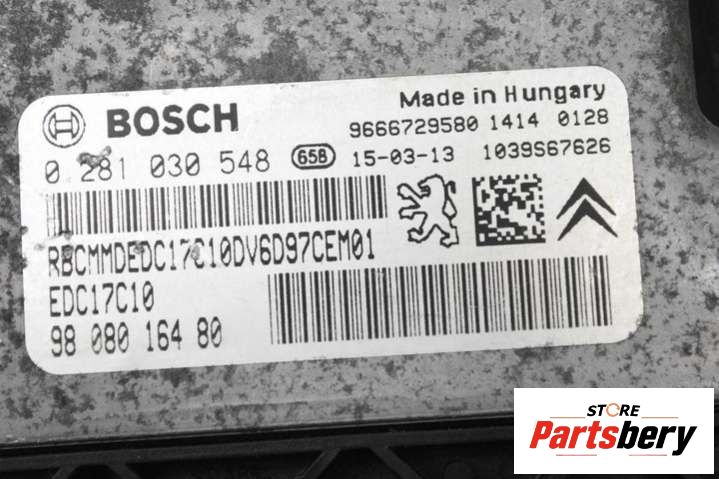 BOSCH
Made in Hungary
9666729580 1414 0128
0 281 030 548 65B 15-03-13 1039S67626
RBCMMDEDC17C10DV6D97CEM01
EDC17C10
98 080 164 80
STORE
Partsbery